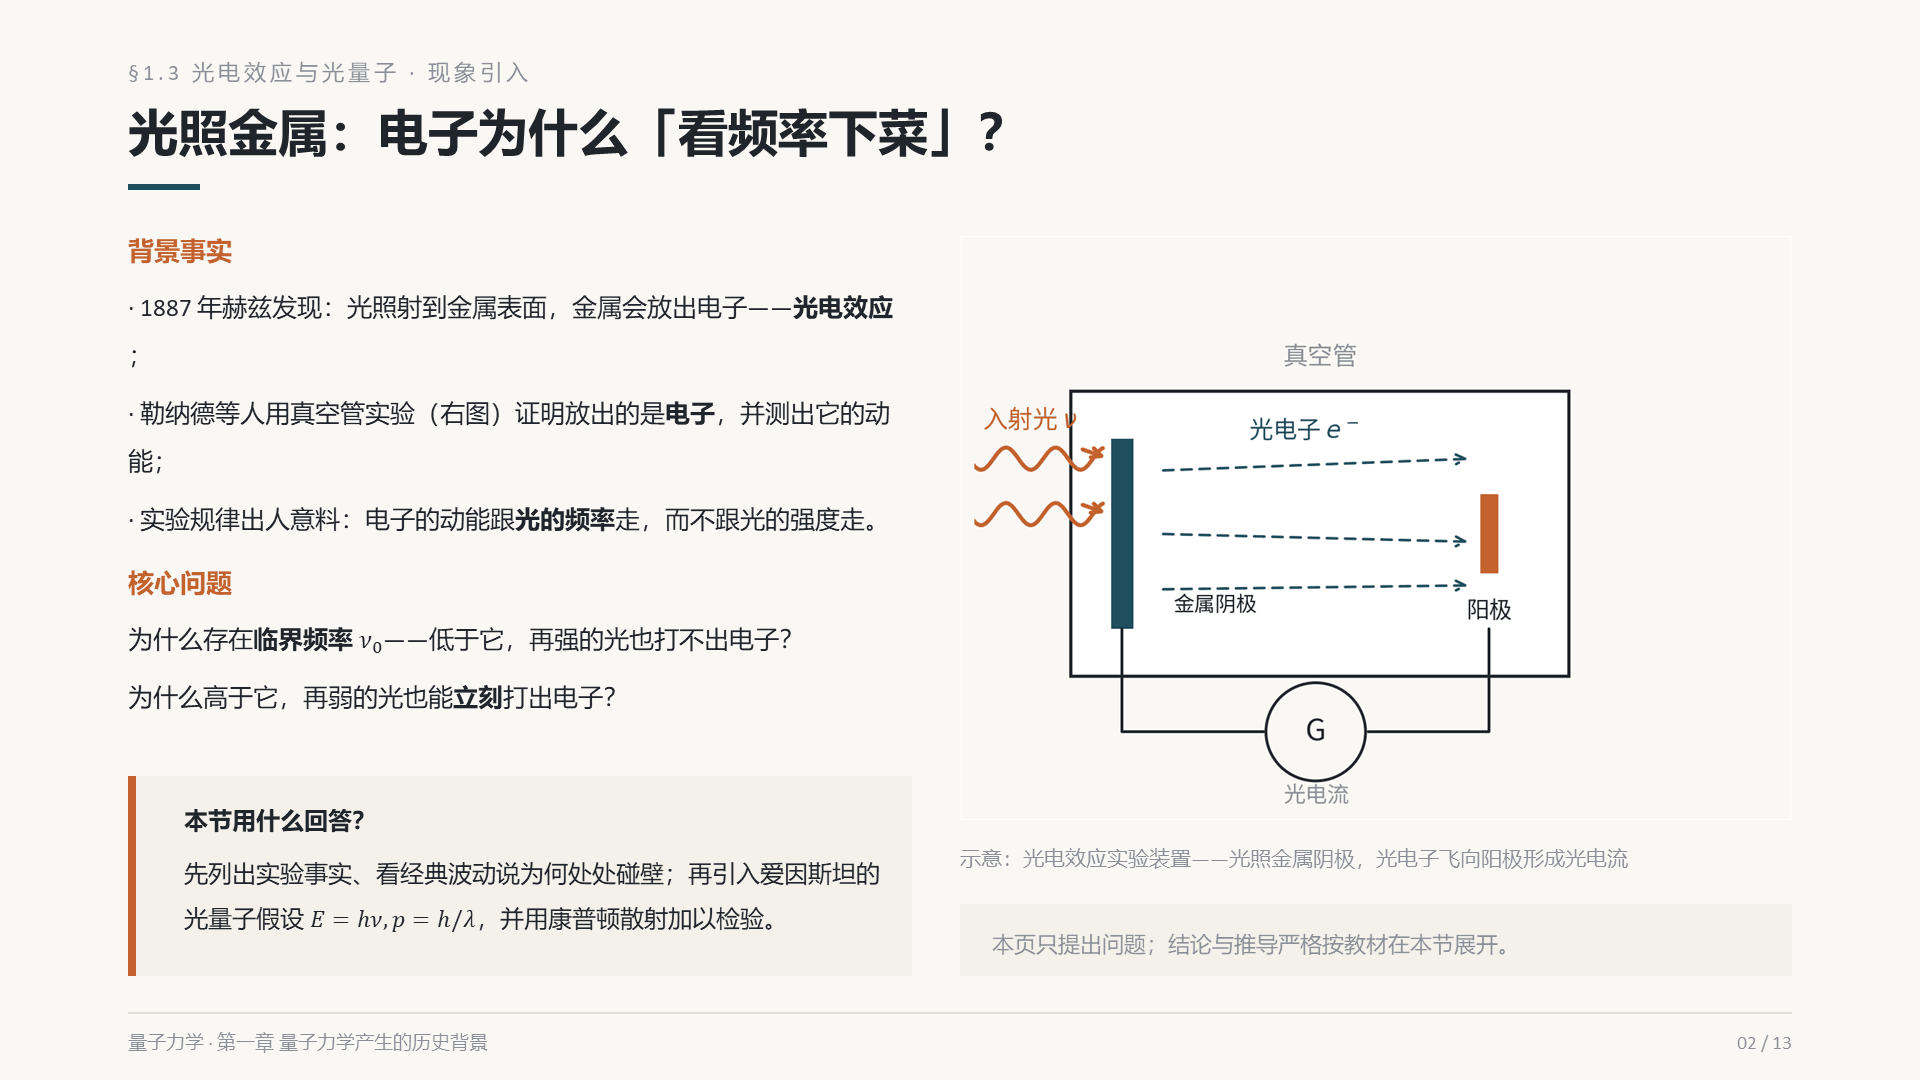 §1.3 光电效应与光量子 · 现象引入
光照金属：电子为什么「看频率下菜」？
背景事实
· 1887 年赫兹发现：光照射到金属表面，金属会放出电子——光电效应
；
· 勒纳德等人用真空管实验（右图）证明放出的是电子，并测出它的动
能；
· 实验规律出人意料：电子的动能跟光的频率走，而不跟光的强度走。
核心问题
为什么存在临界频率 ν₀——低于它，再强的光也打不出电子？
为什么高于它，再弱的光也能立刻打出电子？
本节用什么回答？
先列出实验事实、看经典波动说为何处处碰壁；再引入爱因斯坦的
光量子假设 E = hν, p = h/λ，并用康普顿散射加以检验。
真空管
入射光 ν
光电子 e⁻
金属阴极
阳极
G
光电流
示意：光电效应实验装置——光照金属阴极，光电子飞向阳极形成光电流
本页只提出问题；结论与推导严格按教材在本节展开。
量子力学 · 第一章 量子力学产生的历史背景
02 / 13